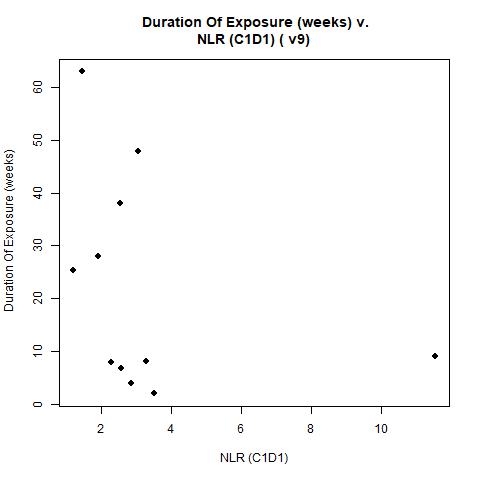 Duration Of Exposure (weeks) v.
NLR (C1D1) ( v9)
Duration Of Exposure (weeks)
60
50
40
30
20
10
0
2 4 6 8 10
NLR (C1D1)